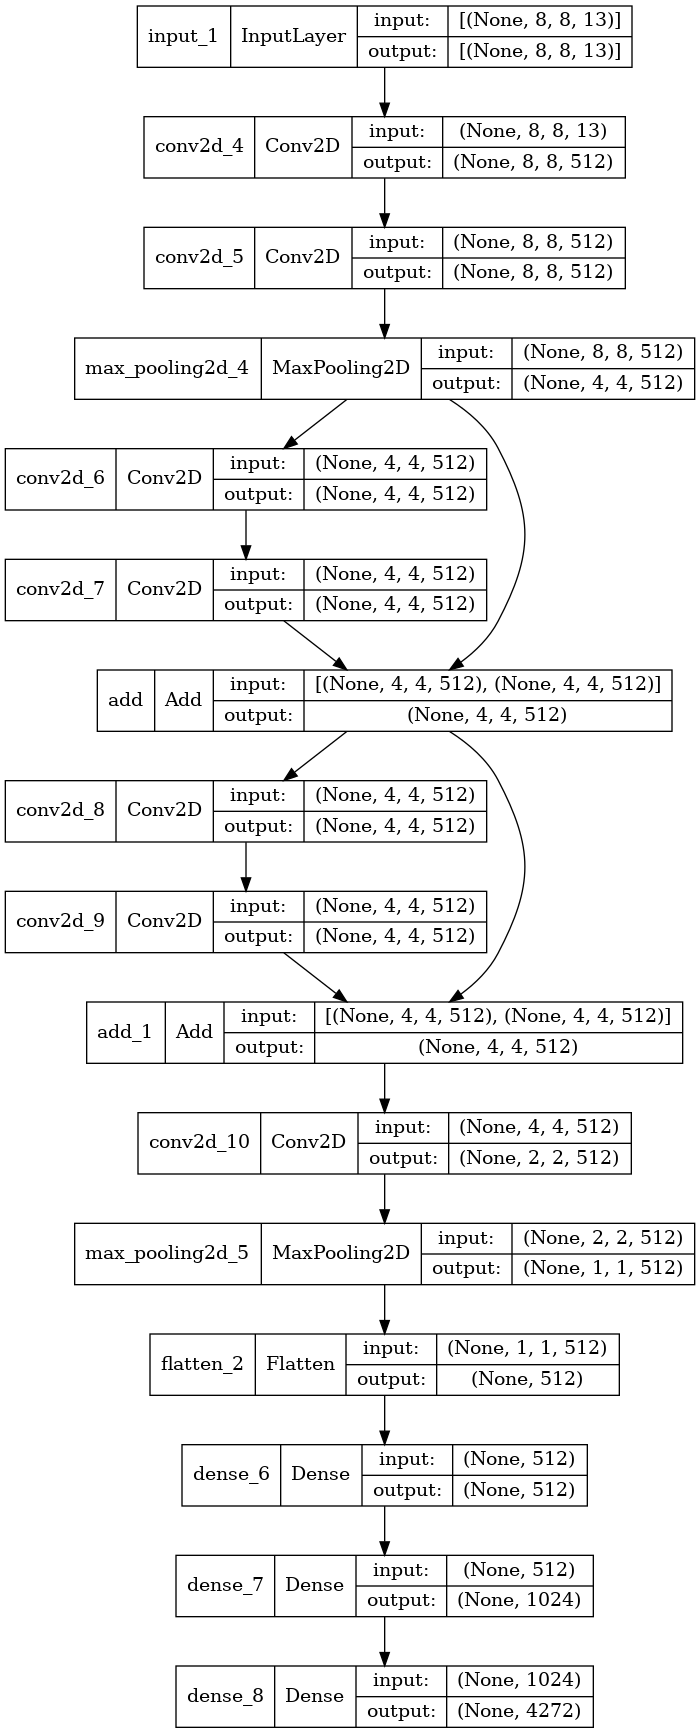 input_1 InputLayer input: [(None, 8, 8, 13)]
output: [(None, 8, 8, 13)]
conv2d_4 Conv2D input: (None, 8, 8, 13)
output: (None, 8, 8, 512)
conv2d_5 Conv2D input: (None, 8, 8, 512)
output: (None, 8, 8, 512)
max_pooling2d_4 MaxPooling2D input: (None, 8, 8, 512)
output: (None, 4, 4, 512)
conv2d_6 Conv2D input: (None, 4, 4, 512)
output: (None, 4, 4, 512)
conv2d_7 Conv2D input: (None, 4, 4, 512)
output: (None, 4, 4, 512)
add Add input: [(None, 4, 4, 512), (None, 4, 4, 512)]
output: (None, 4, 4, 512)
conv2d_8 Conv2D input: (None, 4, 4, 512)
output: (None, 4, 4, 512)
conv2d_9 Conv2D input: (None, 4, 4, 512)
output: (None, 4, 4, 512)
add_1 Add input: [(None, 4, 4, 512), (None, 4, 4, 512)]
output: (None, 4, 4, 512)
conv2d_10 Conv2D input: (None, 4, 4, 512)
output: (None, 2, 2, 512)
max_pooling2d_5 MaxPooling2D input: (None, 2, 2, 512)
output: (None, 1, 1, 512)
flatten_2 Flatten input: (None, 1, 1, 512)
output: (None, 512)
dense_6 Dense input: (None, 512)
output: (None, 512)
dense_7 Dense input: (None, 512)
output: (None, 1024)
dense_8 Dense input: (None, 1024)
output: (None, 4272)